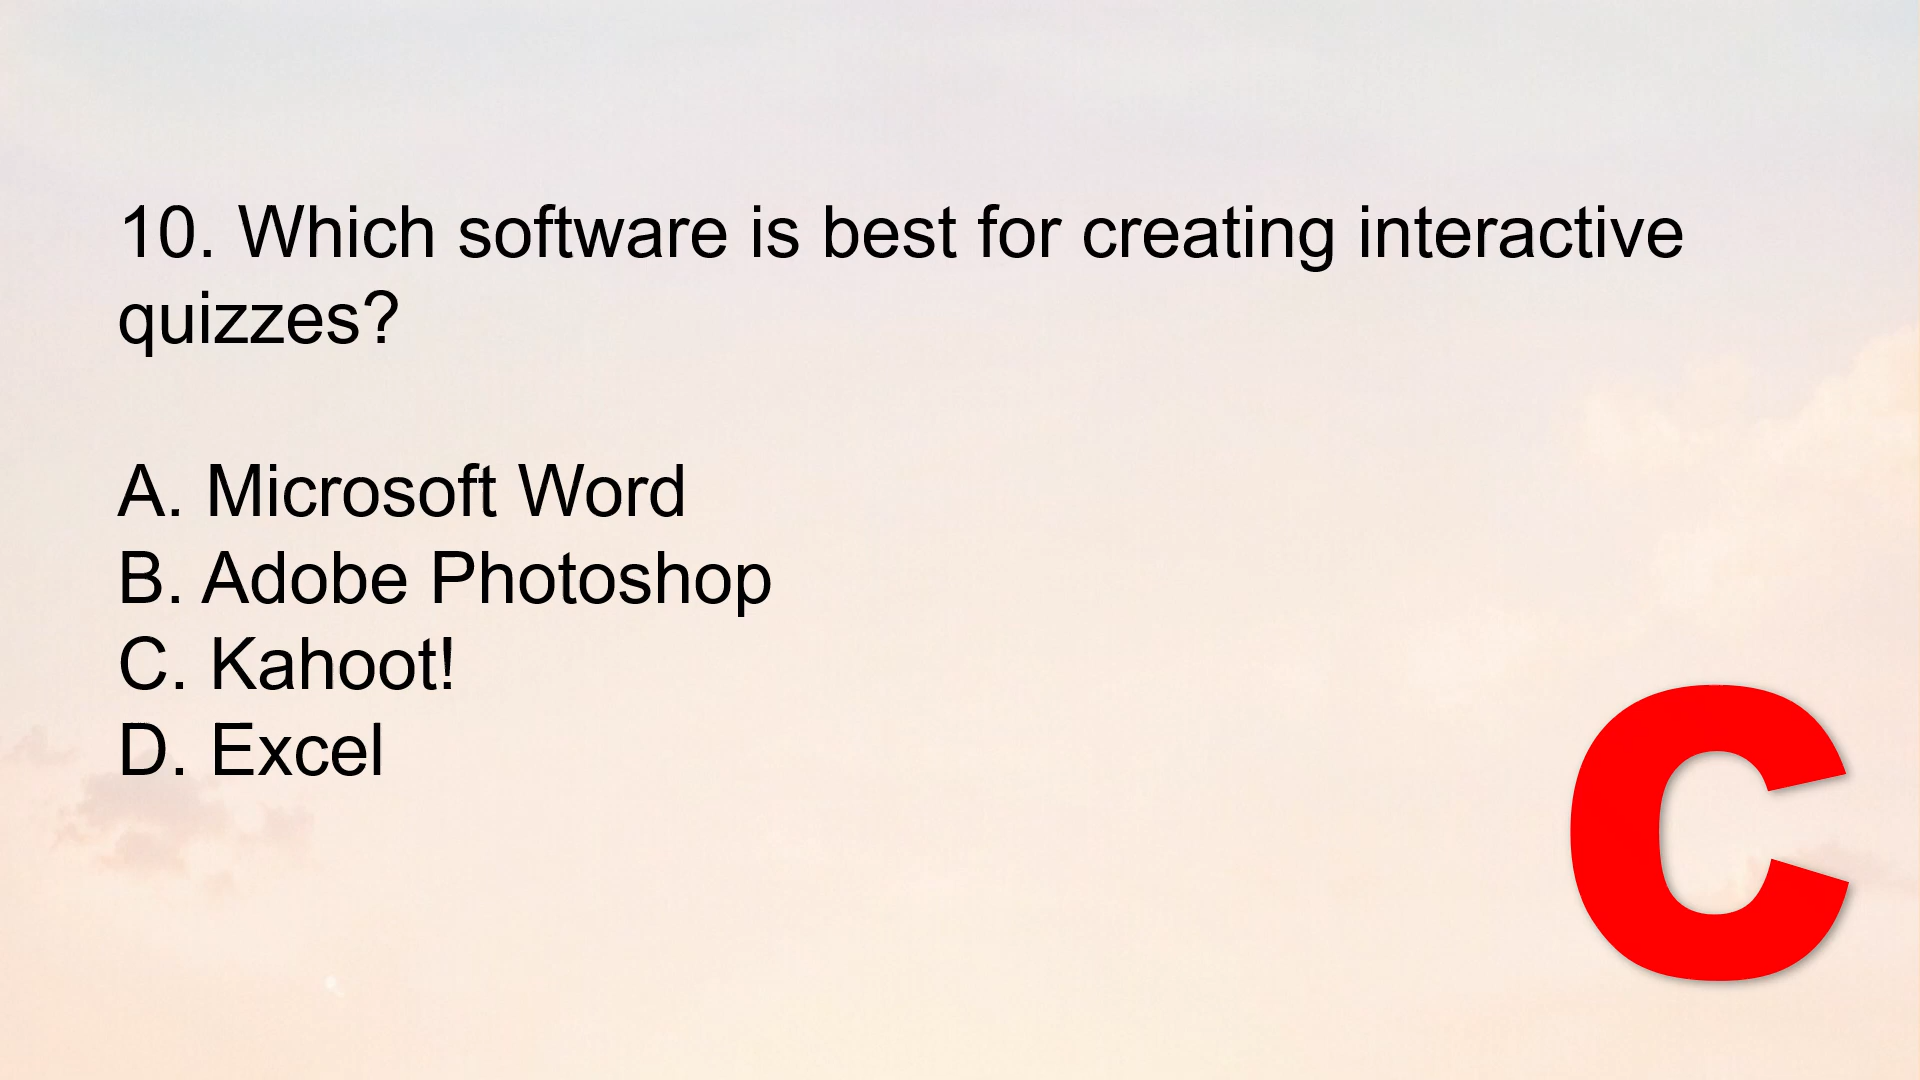 10. Which software is best for creating interactive
quizzes?
A. Microsoft Word
B. Adobe Photoshop
C. Kahoot!
D. Excel
C